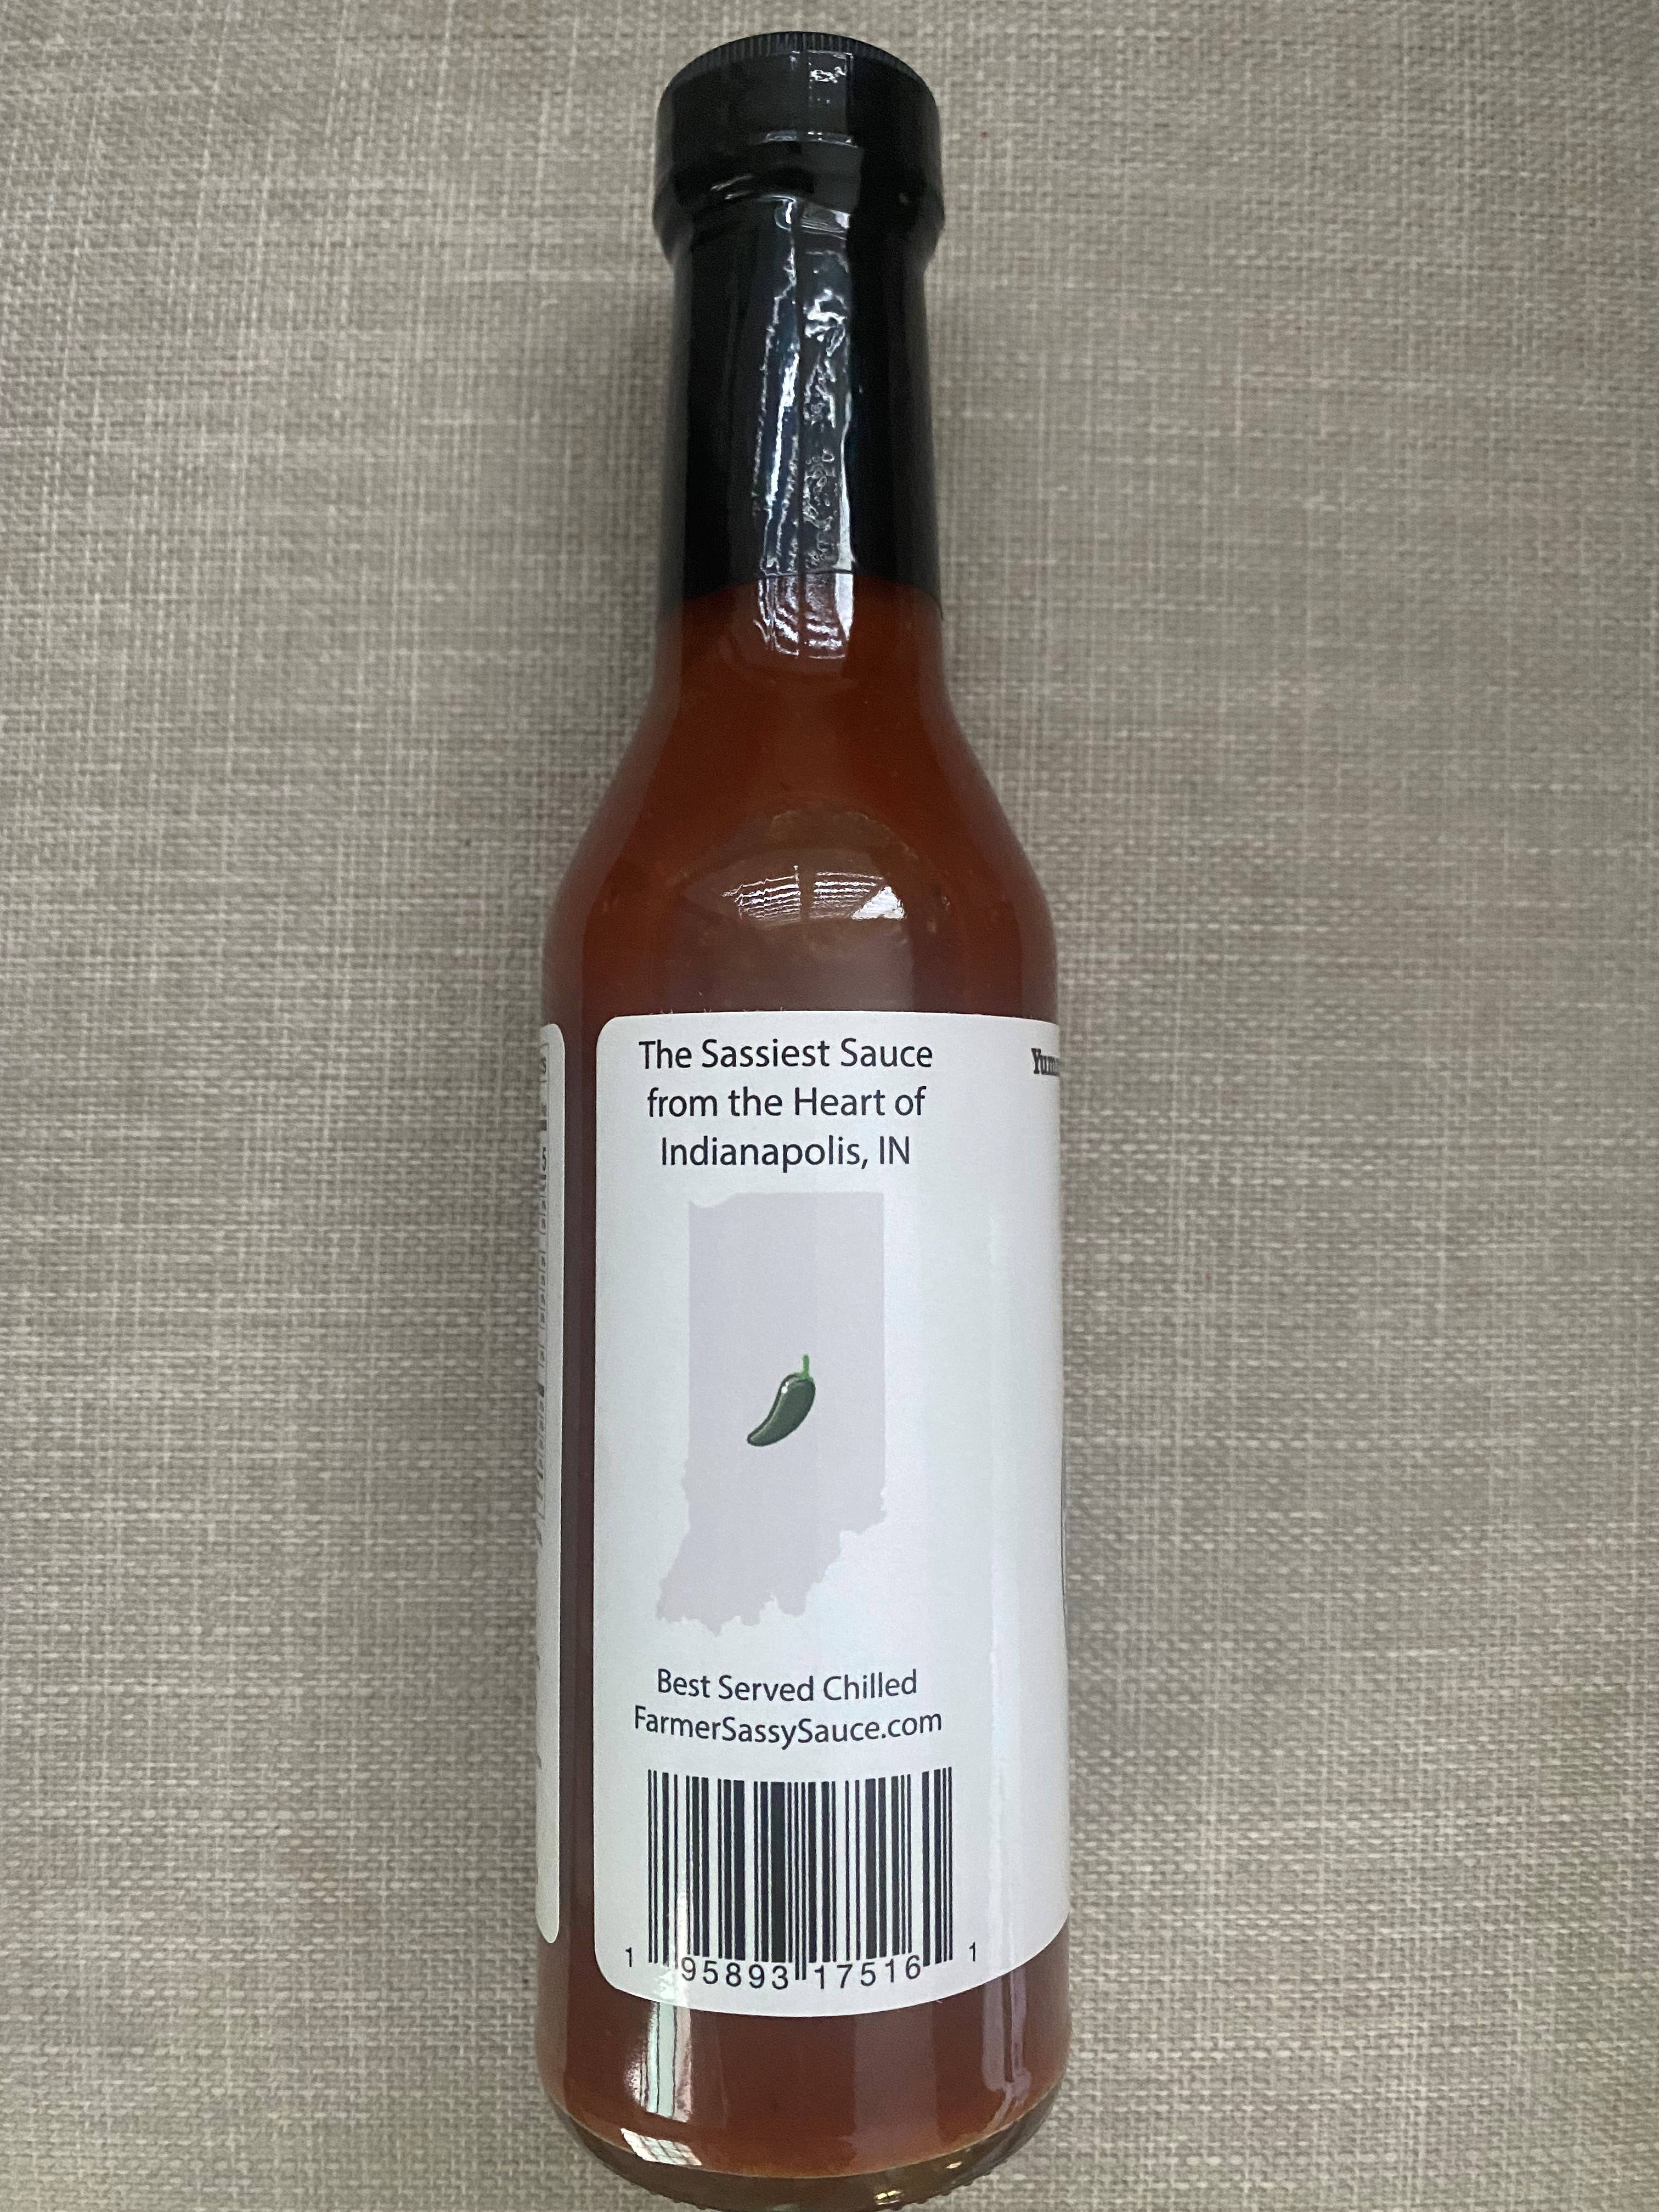 The Sassiest Sauce
from the Heart of
Indianapolis, IN
Best Served Chilled
FarmerSassySauce.com
1 95893 17516 1